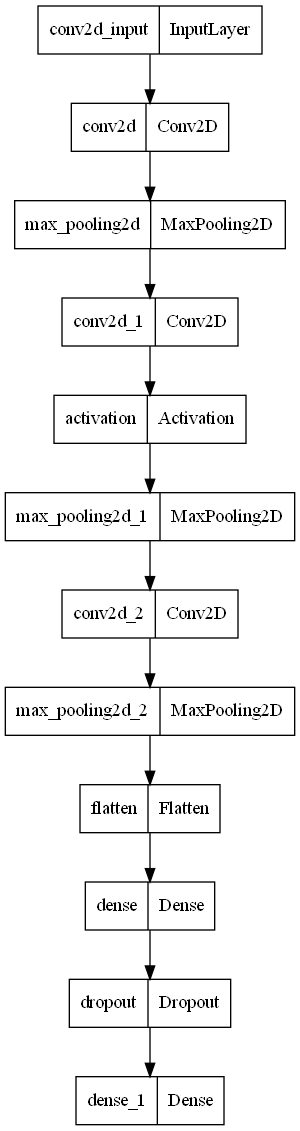 conv2d_input InputLayer
conv2d Conv2D
max_pooling2d MaxPooling2D
conv2d_1 Conv2D
activation Activation
max_pooling2d_1 MaxPooling2D
conv2d_2 Conv2D
max_pooling2d_2 MaxPooling2D
flatten Flatten
dense Dense
dropout Dropout
dense_1 Dense